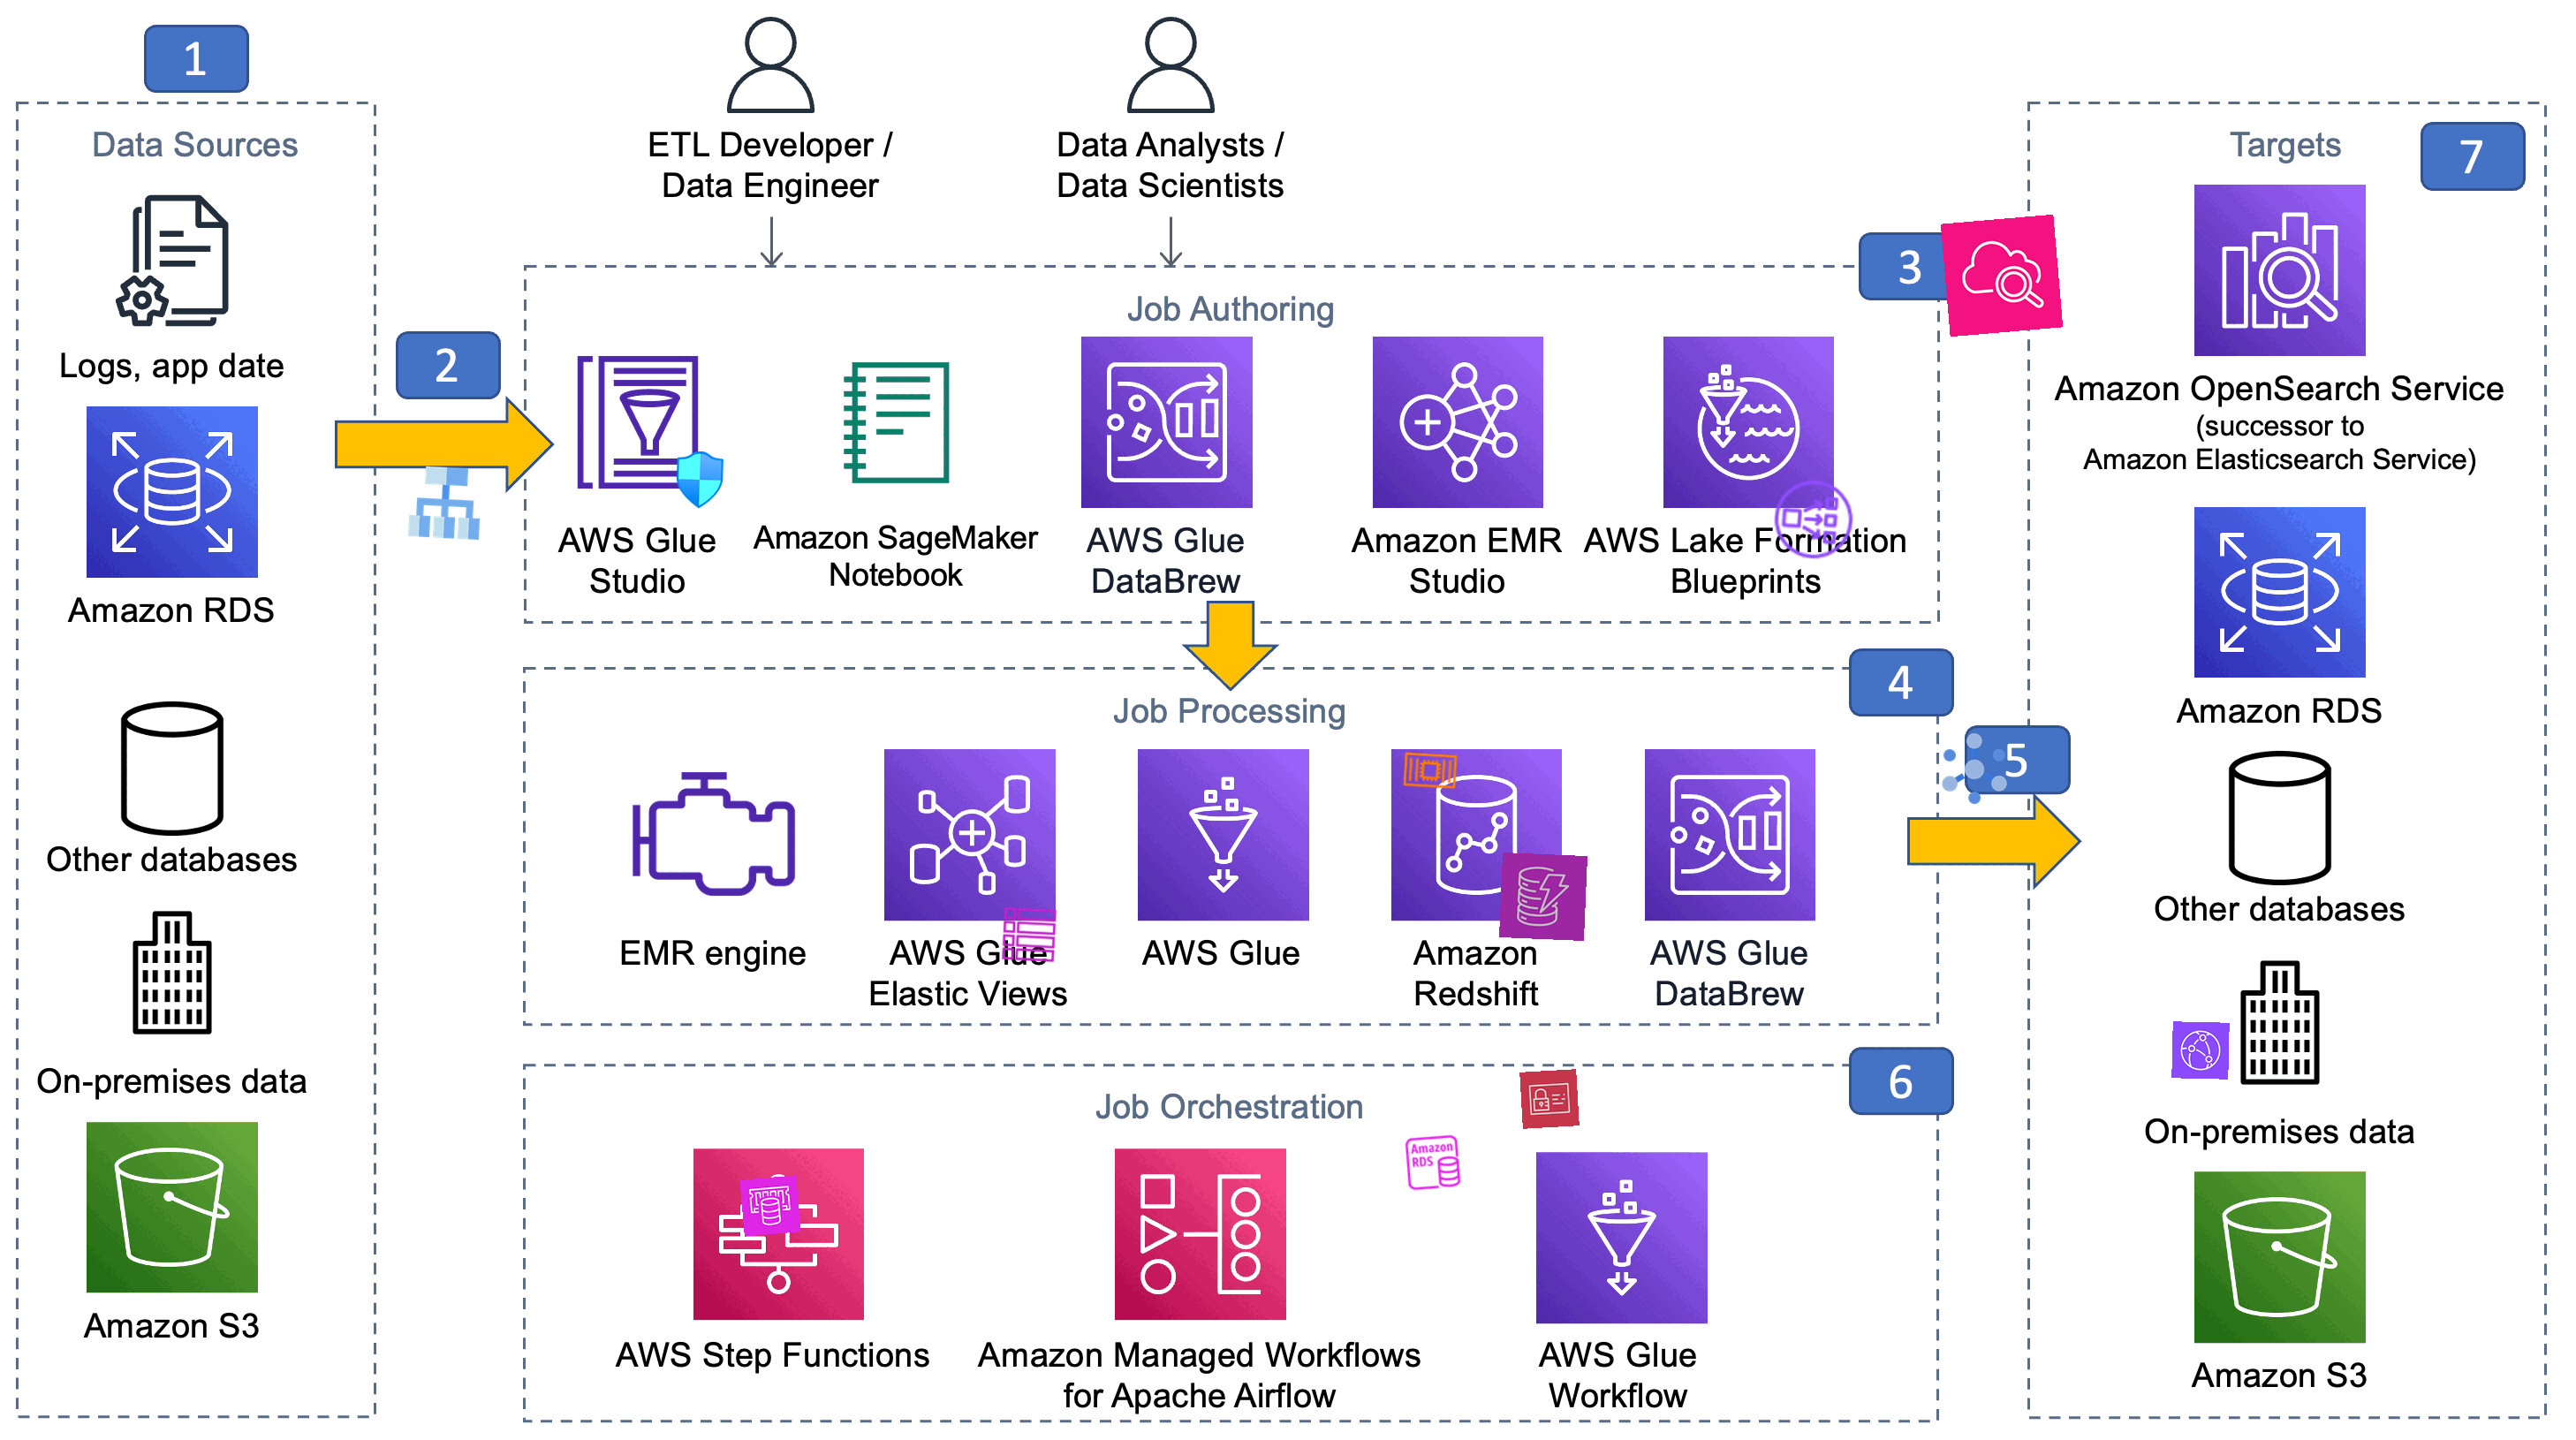 1
Data Sources
Logs, app date
Amazon RDS
Other databases
On-premises data
Amazon S3
2
ETL Developer /
Data Engineer
Data Analysts /
Data Scientists
3
Job Authoring
AWS Glue
Studio
Amazon SageMaker
Notebook
AWS Glue
DataBrew
Amazon EMR
Studio
AWS Lake Formation
Blueprints
4
Job Processing
EMR engine
AWS Glue
Elastic Views
AWS Glue
Amazon
Redshift
AWS Glue
DataBrew
5
6
Job Orchestration
Amazon
RDS
AWS Step Functions
Amazon Managed Workflows
for Apache Airflow
AWS Glue
Workflow
7
Targets
Amazon OpenSearch Service
(successor to
Amazon Elasticsearch Service)
Amazon RDS
Other databases
On-premises data
Amazon S3